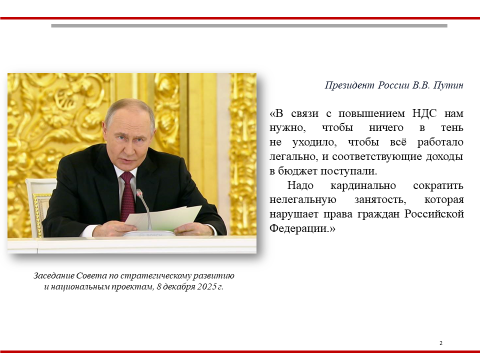 Президент России В.В. Путин
«В связи с повышением НДС нам
нужно, чтобы ничего в тень
не уходило, чтобы всё работало
легально, и соответствующие доходы
в бюджет поступали.
Надо кардинально сократить
нелегальную занятость, которая
нарушает права граждан Российской
Федерации.»
Заседание Совета по стратегическому развитию
и национальным проектам, 8 декабря 2025 г.
2